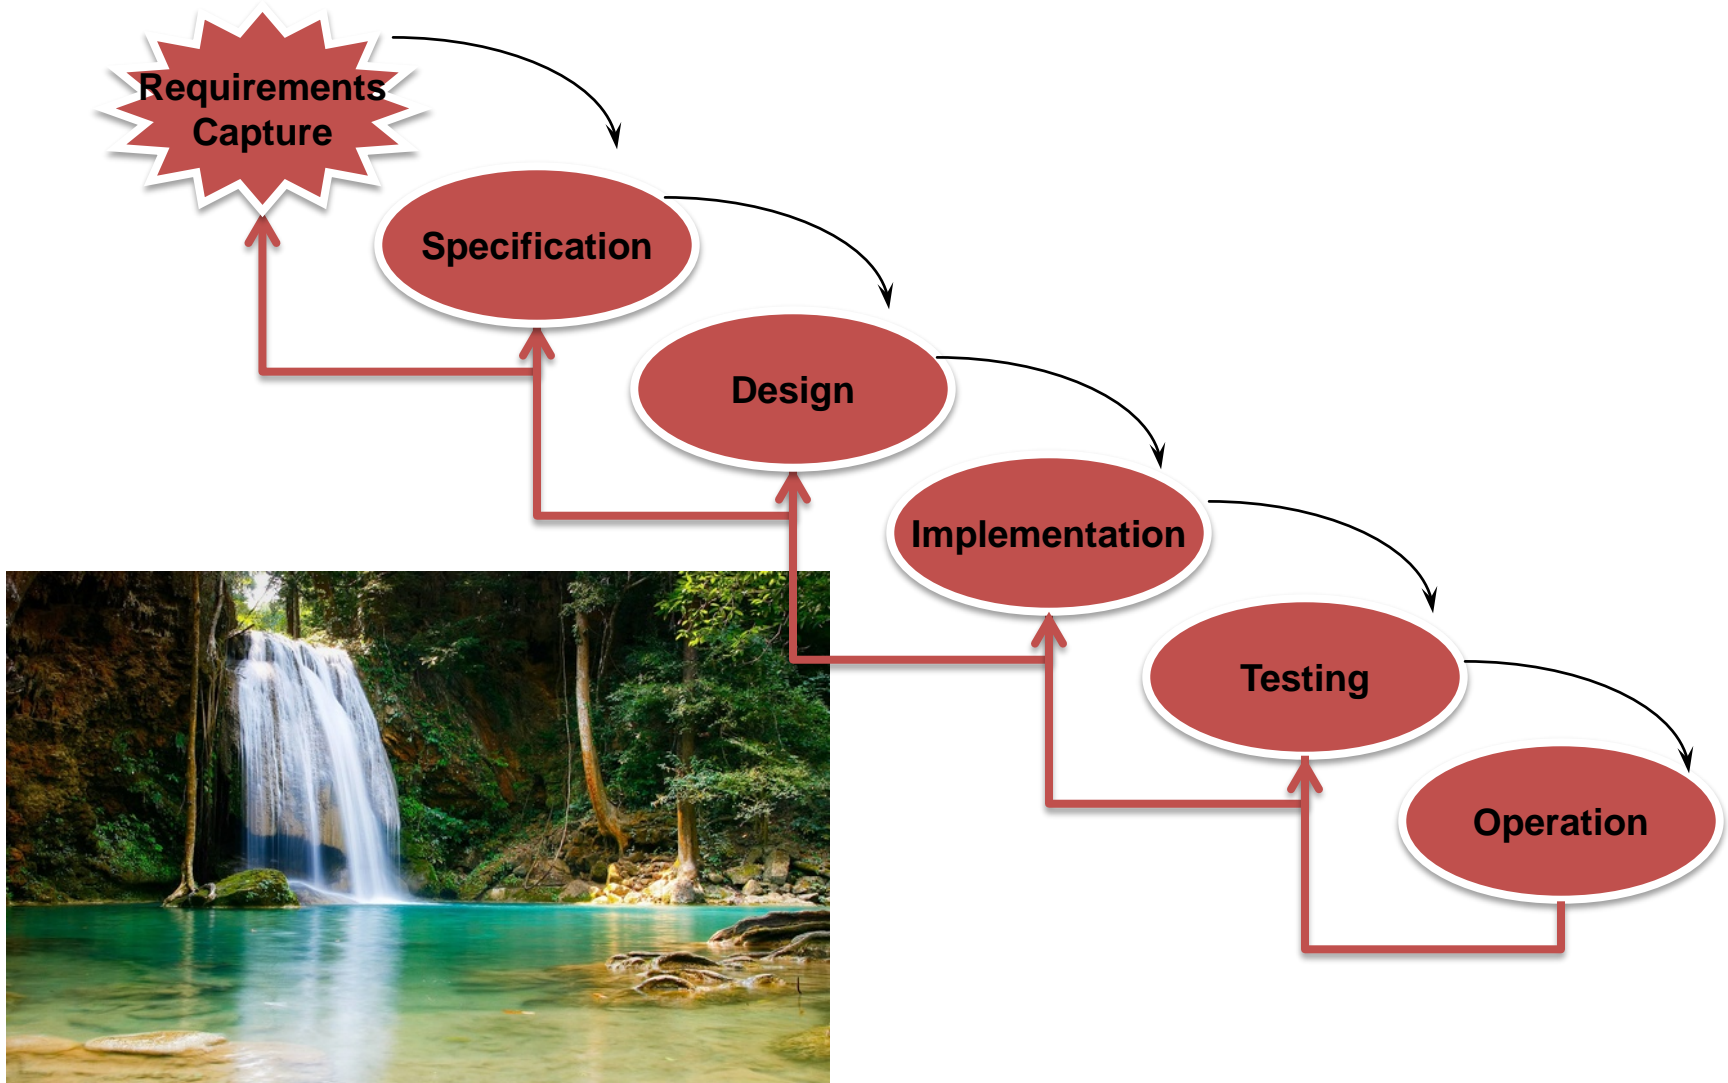 Requirements
Capture
Specification
Design
Implementation
Testing
Operation